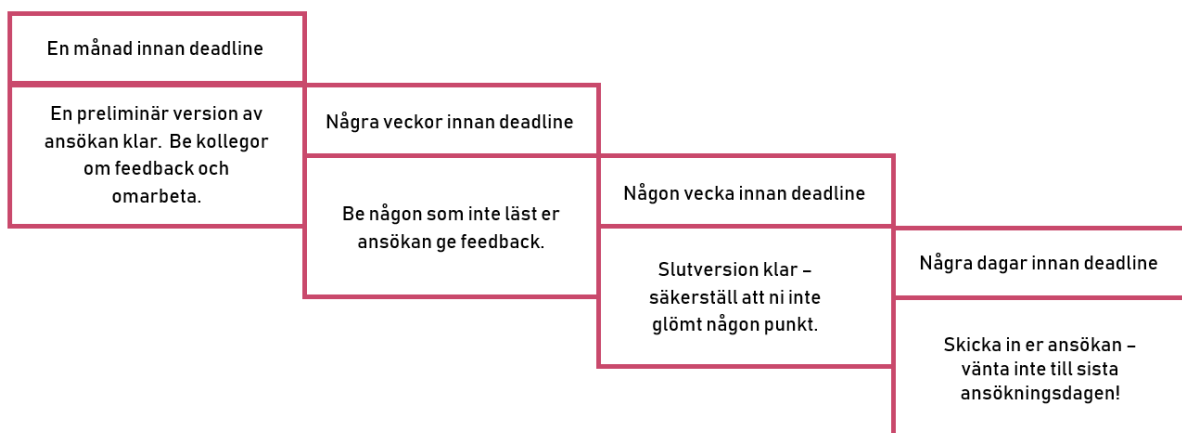 En månad innan deadline
En preliminär version av
ansökan klar. Be kollegor
om feedback och
omarbeta.
Några veckor innan deadline
Be någon som inte läst er
ansökan ge feedback.
Någon vecka innan deadline
Slutversion klar –
säkerställ att ni inte
glömt någon punkt.
Några dagar innan deadline
Skicka in er ansökan –
vänta inte till sista
ansökningsdagen!